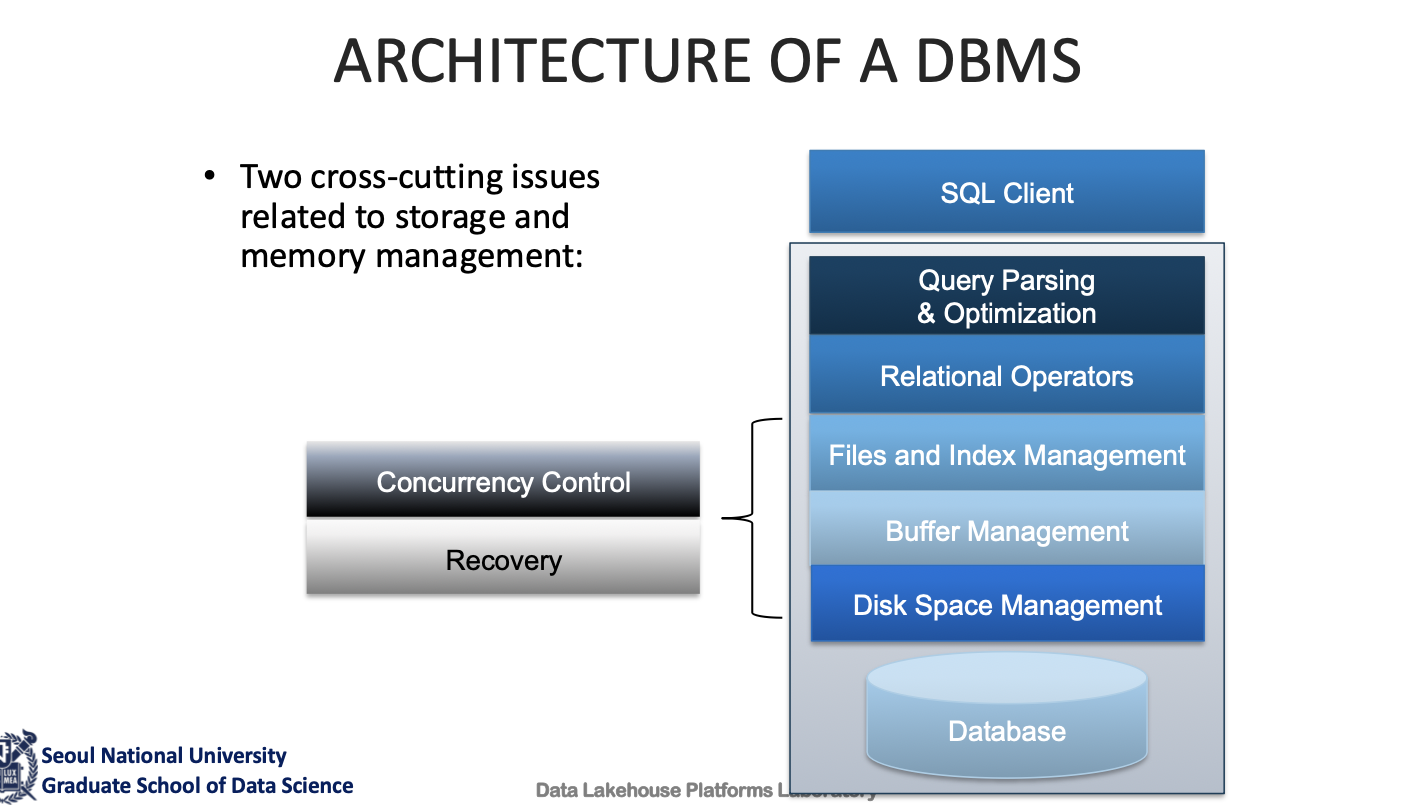 ARCHITECTURE OF A DBMS
• Two cross-cutting issues
related to storage and
memory management:
SQL Client
Query Parsing
& Optimization
Relational Operators
Files and Index Management
Buffer Management
Disk Space Management
Database
Concurrency Control
Recovery
LUX
MEA
Seoul National University
Graduate School of Data Science
Data Lakehouse Platforms Laboratory